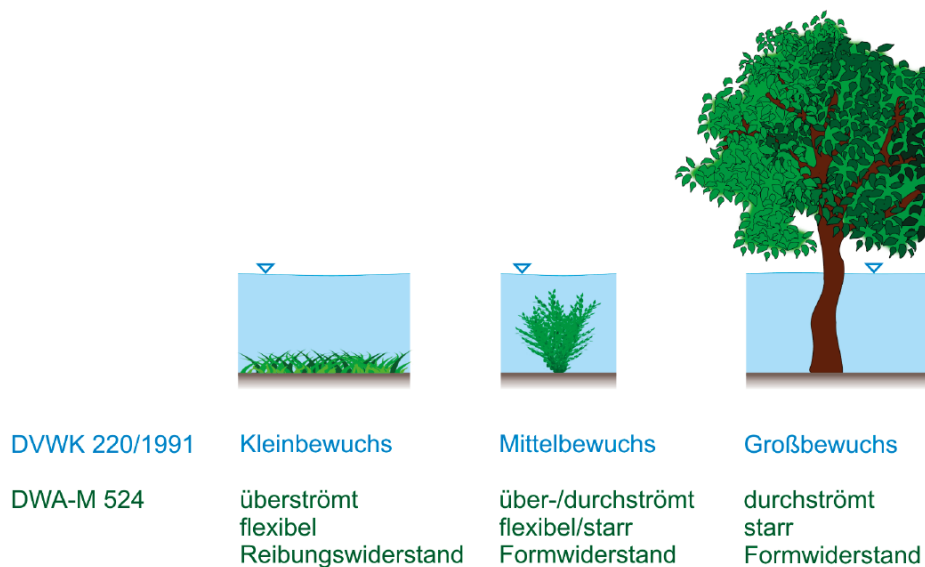 DVWK 220/1991 Kleinbewuchs Mittelbewuchs Großbewuchs
DWA-M 524 überströmt über-/durchströmt durchströmt
flexibel flexibel/starr starr
Reibungswiderstand Formwiderstand Formwiderstand